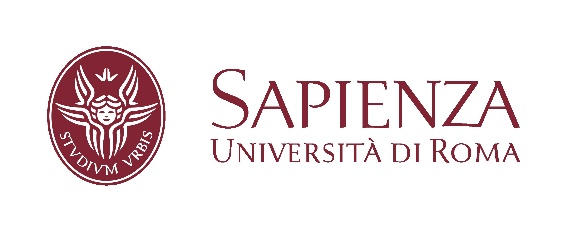 STVDIVM VRBIS
SAPIENZA
UNIVERSITÀ DI ROMA